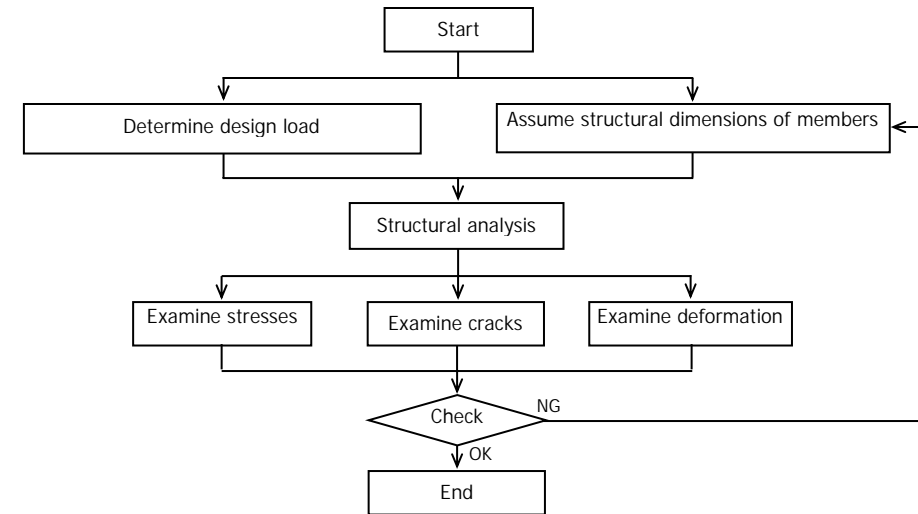 Start
Determine design load
Assume structural dimensions of members
Structural analysis
Examine stresses
Examine cracks
Examine deformation
Check
NG
OK
End